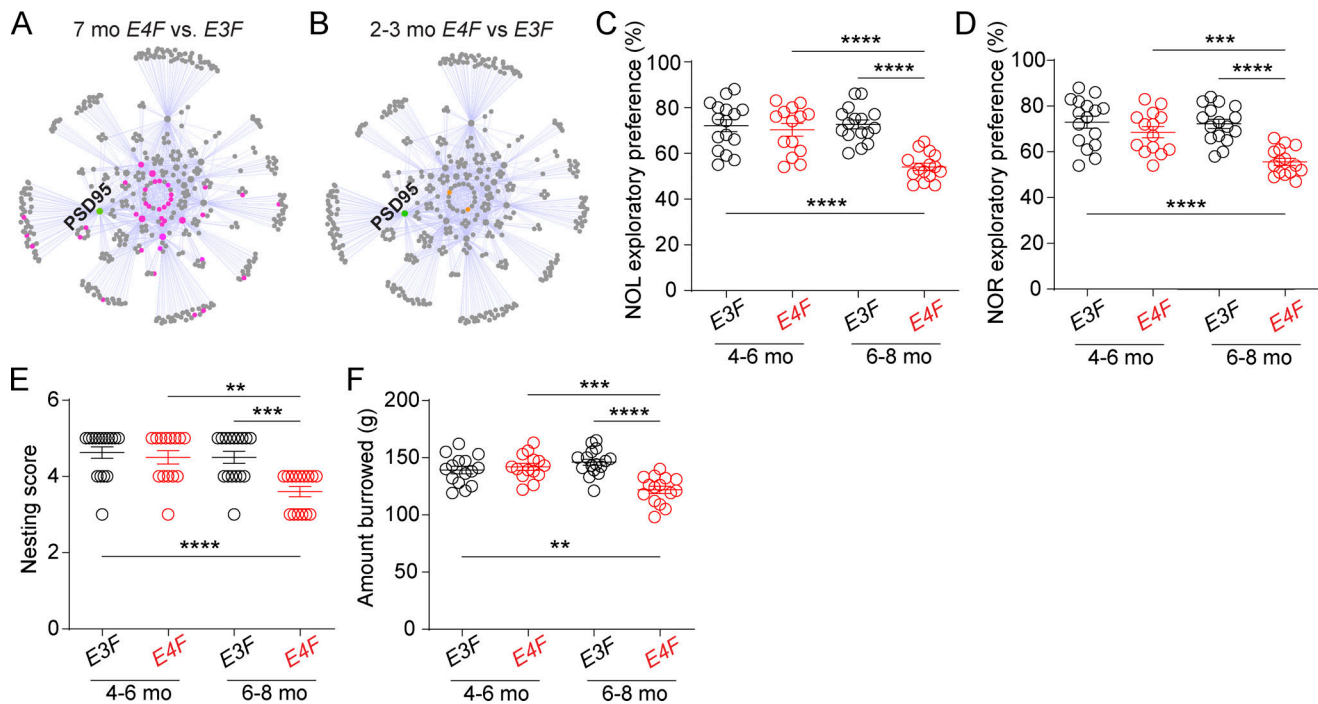 A
7 mo E4F vs. E3F
PSD95
B
2-3 mo E4F vs E3F
PSD95
C
NOL exploratory preference (%)
100
80
60
40
20
0
****
****
****
E3F
E4F
E3F
E4F
4-6 mo
6-8 mo
D
NOR exploratory preference (%)
100
80
60
40
20
0
***
****
****
E3F
E4F
E3F
E4F
4-6 mo
6-8 mo
E
Nesting score
6
4
2
0
**
***
****
E3F
E4F
E3F
E4F
4-6 mo
6-8 mo
F
Amount burrowed (g)
200
150
100
50
0
***
****
**
E3F
E4F
E3F
E4F
4-6 mo
6-8 mo